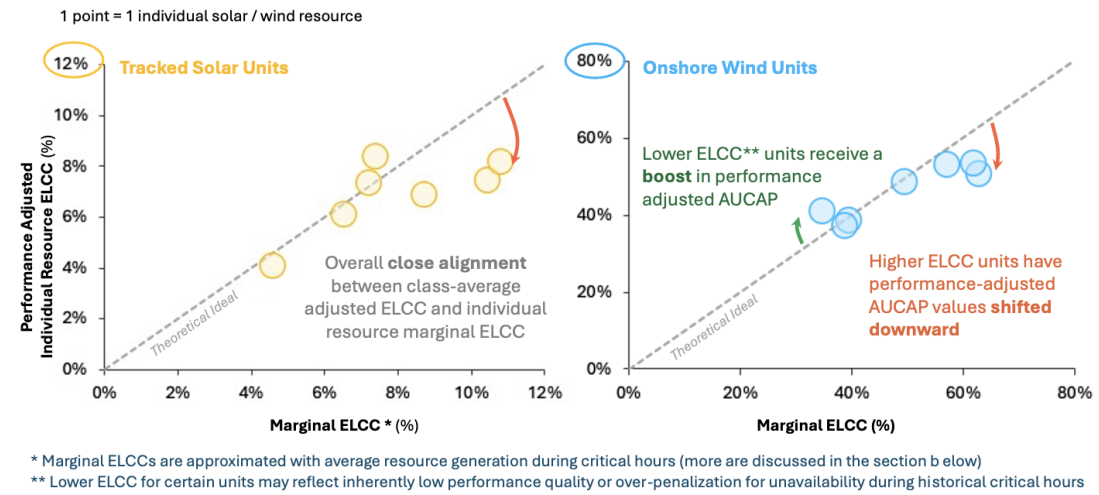 1 point = 1 individual solar / wind resource
Tracked Solar Units
12%
10%
8%
6%
4%
2%
0%
Performance Adjusted
Individual Resource ELCC (%)
Theoretical Ideal
Overall close alignment
between class-average
adjusted ELCC and individual
resource marginal ELCC
0%
2%
4%
6%
8%
10%
12%
Marginal ELCC * (%)
Onshore Wind Units
80%
60%
40%
20%
0%
Lower ELCC** units receive a
boost in performance
adjusted AUCAP
Higher ELCC units have
performance-adjusted
AUCAP values shifted
downward
Theoretical Ideal
0%
20%
40%
60%
80%
Marginal ELCC (%)
* Marginal ELCCs are approximated with average resource generation during critical hours (more are discussed in the section b elow)
** Lower ELCC for certain units may reflect inherently low performance quality or over-penalization for unavailability during historical critical hours